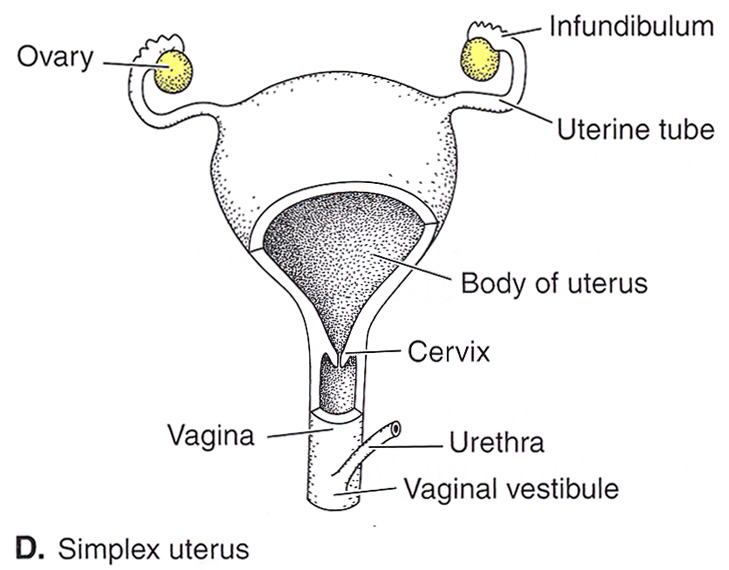 Infundibulum
Ovary
Uterine tube
Body of uterus
Cervix
Vagina
Urethra
Vaginal vestibule
D. Simplex uterus